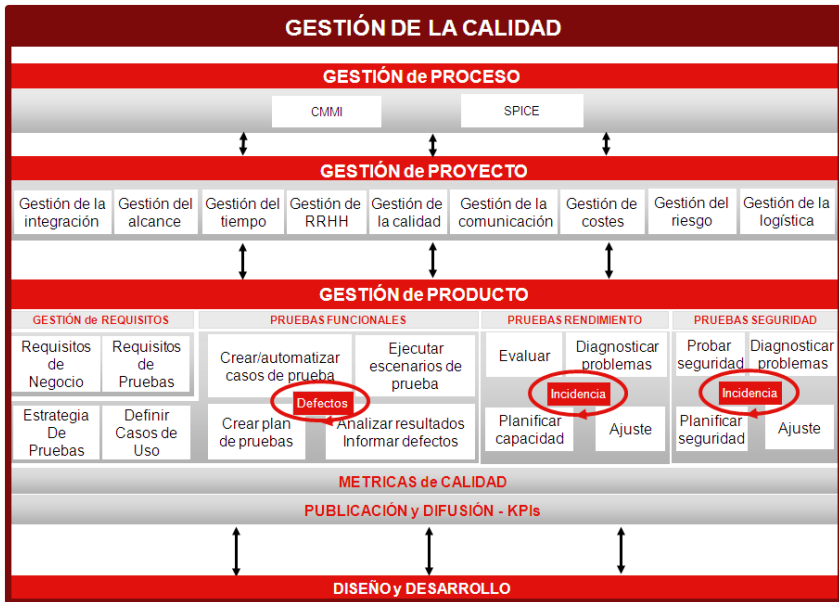 GESTIÓN DE LA CALIDAD
GESTIÓN de PROCESO
CMMI
SPICE
GESTIÓN de PROYECTO
Gestión de la
integración
Gestión del
alcance
Gestión del
tiempo
Gestión de
RRHH
Gestión de
la calidad
Gestión de la
comunicación
Gestión de
costes
Gestión del
riesgo
Gestión de la
logística
GESTIÓN de PRODUCTO
GESTIÓN de REQUISITOS
Requisitos
de
Negocio
Requisitos
de
Pruebas
Estrategia
De
Pruebas
Definir
Casos de
Uso
PRUEBAS FUNCIONALES
Crear/automatizar
casos de prueba
Ejecutar
escenarios de
prueba
Defectos
Crear plan
de pruebas
Analizar resultados
Informar defectos
PRUEBAS RENDIMIENTO
Evaluar
Diagnosticar
problemas
Incidencia
Planificar
capacidad
Ajuste
PRUEBAS SEGURIDAD
Probar
seguridad
Diagnosticar
problemas
Incidencia
Planificar
seguridad
Ajuste
METRICAS de CALIDAD
PUBLICACIÓN y DIFUSIÓN - KPIs
DISEÑO y DESARROLLO